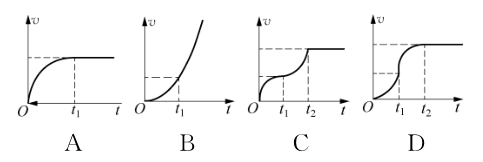 v v v v
O t₁ t O t₁ t O t₁ t₂ t O t₁ t₂ t
A B C D